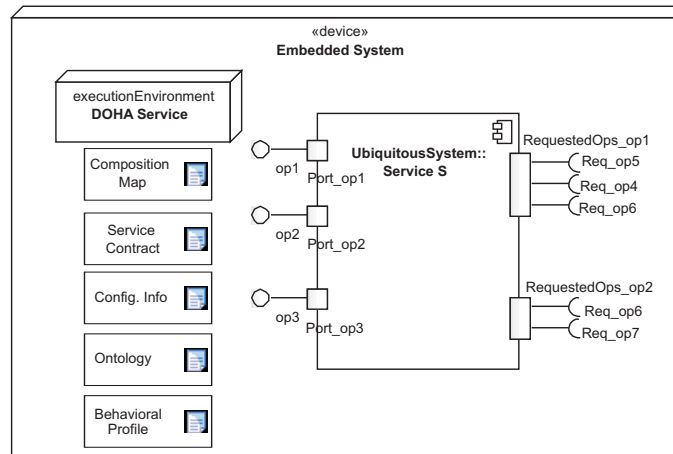 «device»
Embedded System
executionEnvironment
DOHA Service
Composition
Map
Service
Contract
Config. Info
Ontology
Behavioral
Profile
op1
Port_op1
op2
Port_op2
op3
Port_op3
UbiquitousSystem::
Service S
RequestedOps_op1
Req_op5
Req_op4
Req_op6
RequestedOps_op2
Req_op6
Req_op7